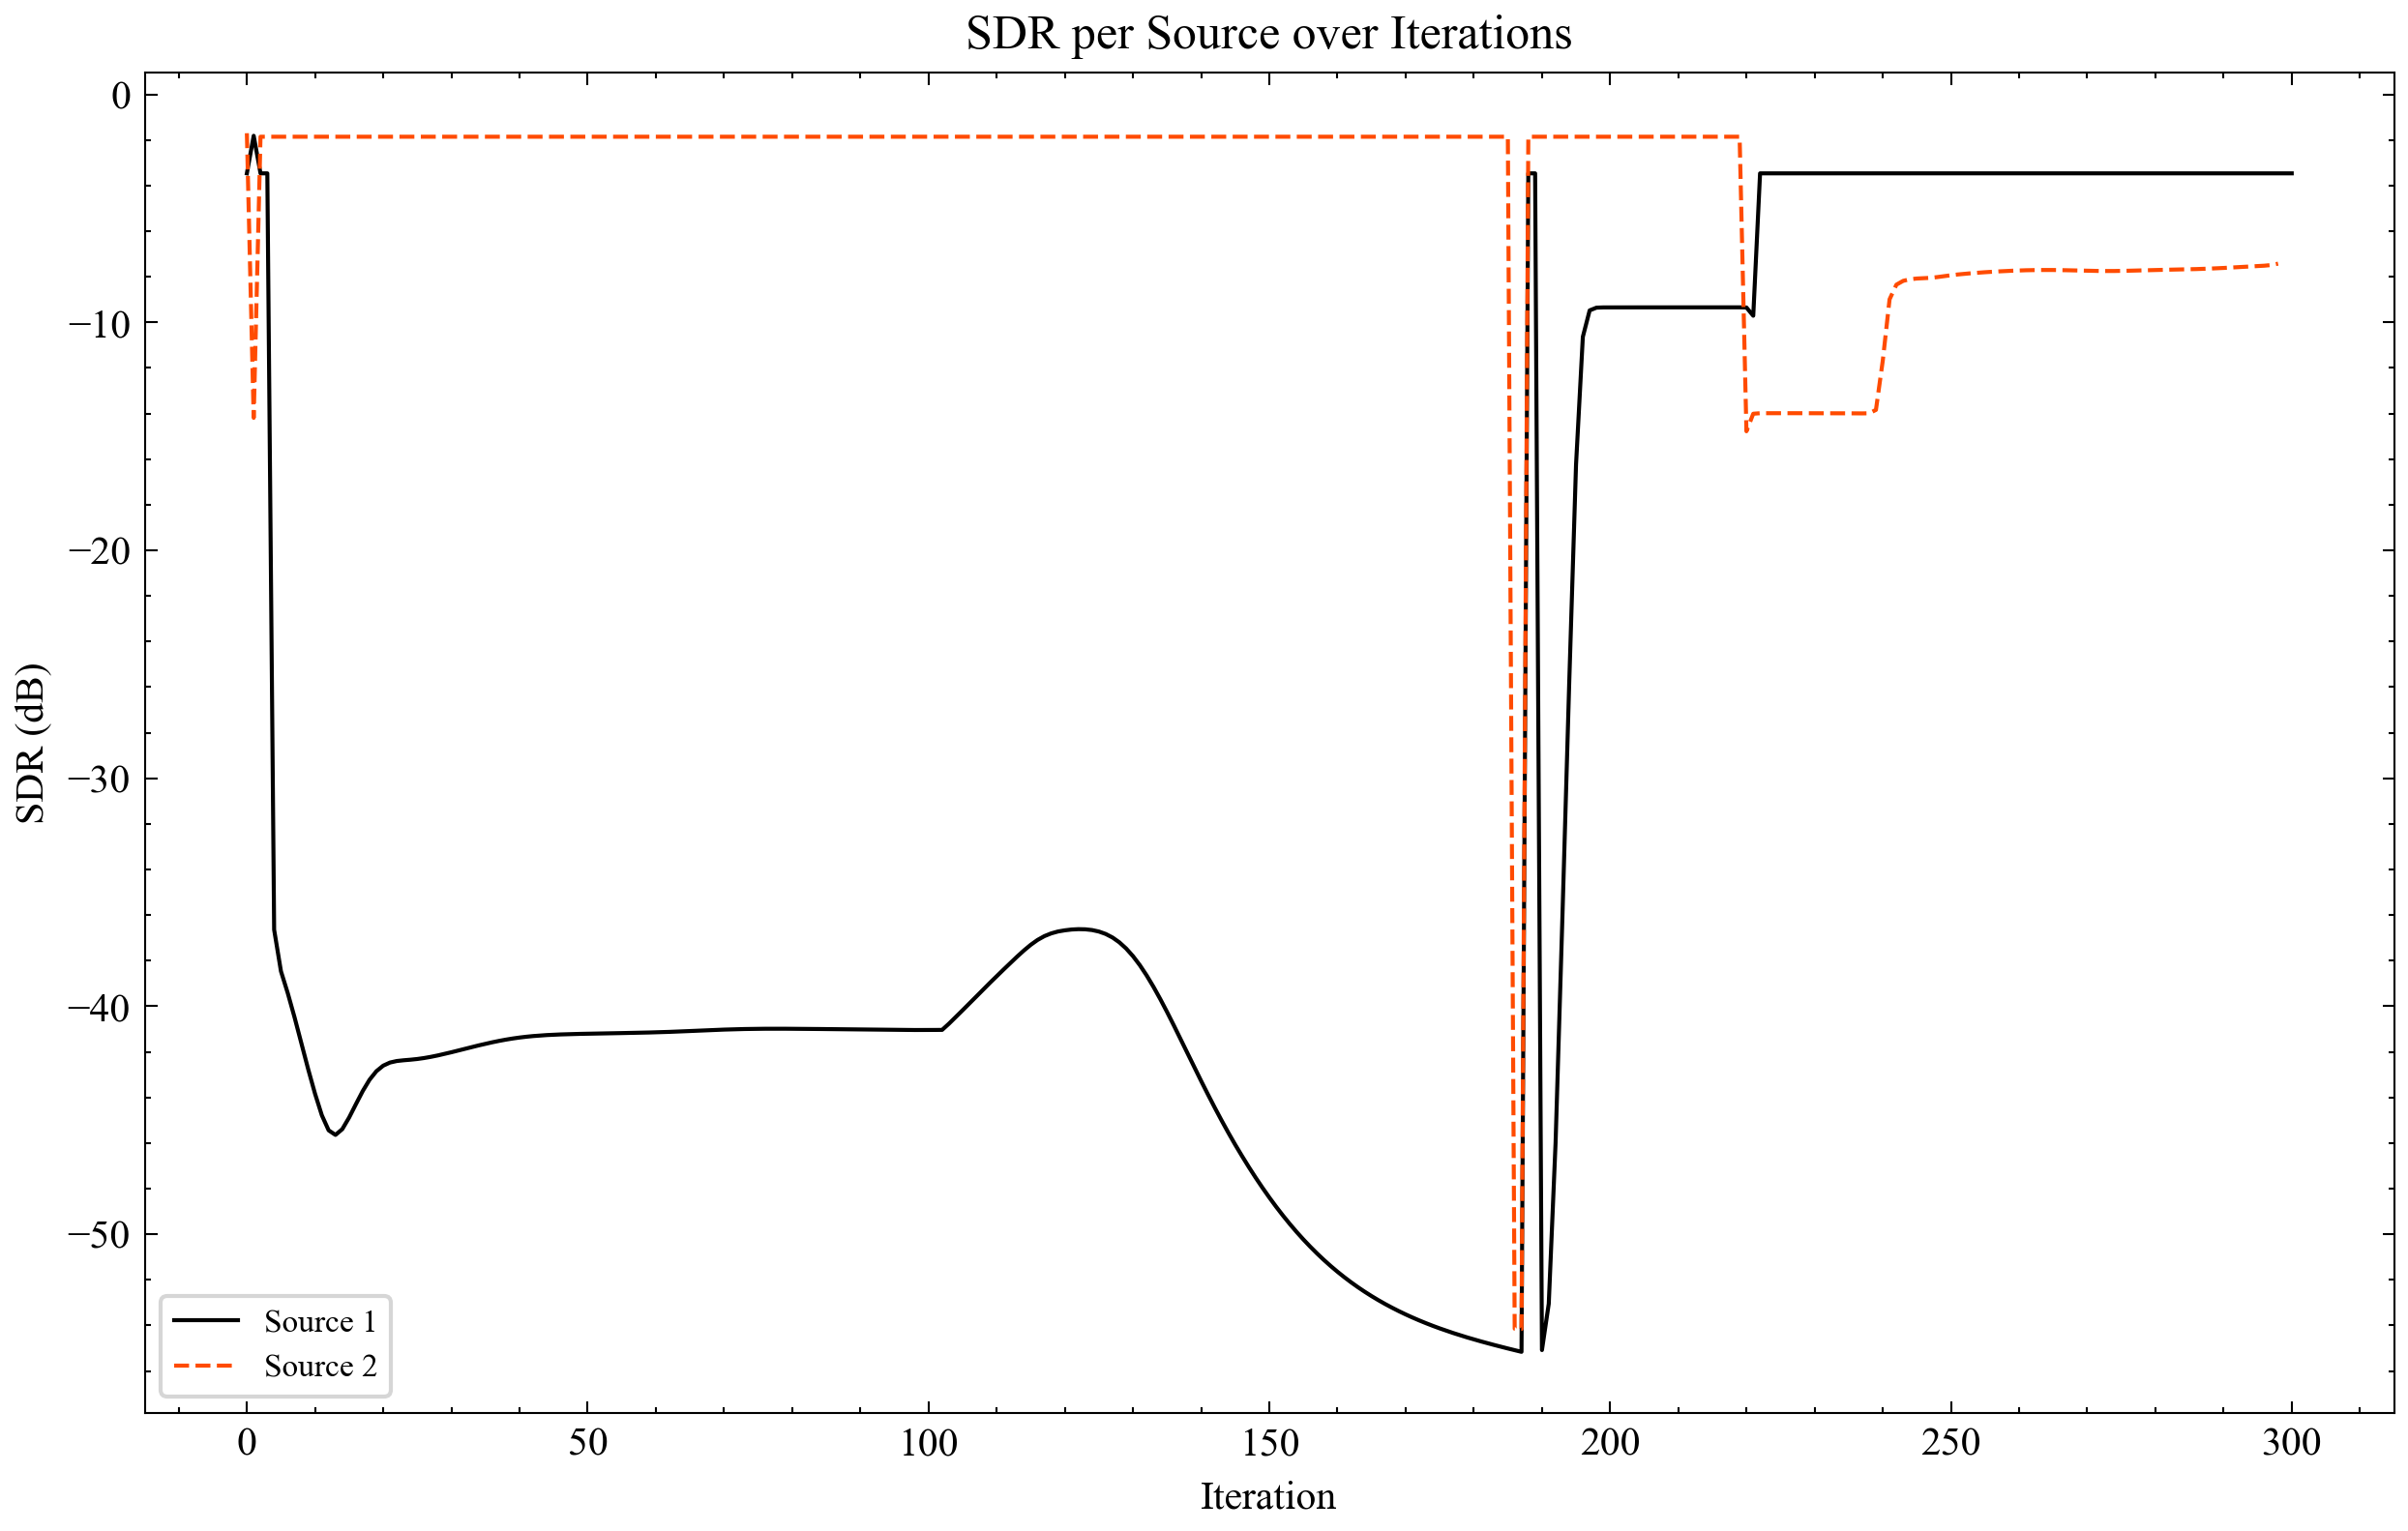 SDR per Source over Iterations
0
−10
−20
−30
−40
−50
SDR (dB)
Source 1
Source 2
0 50 100 150 200 250 300
Iteration